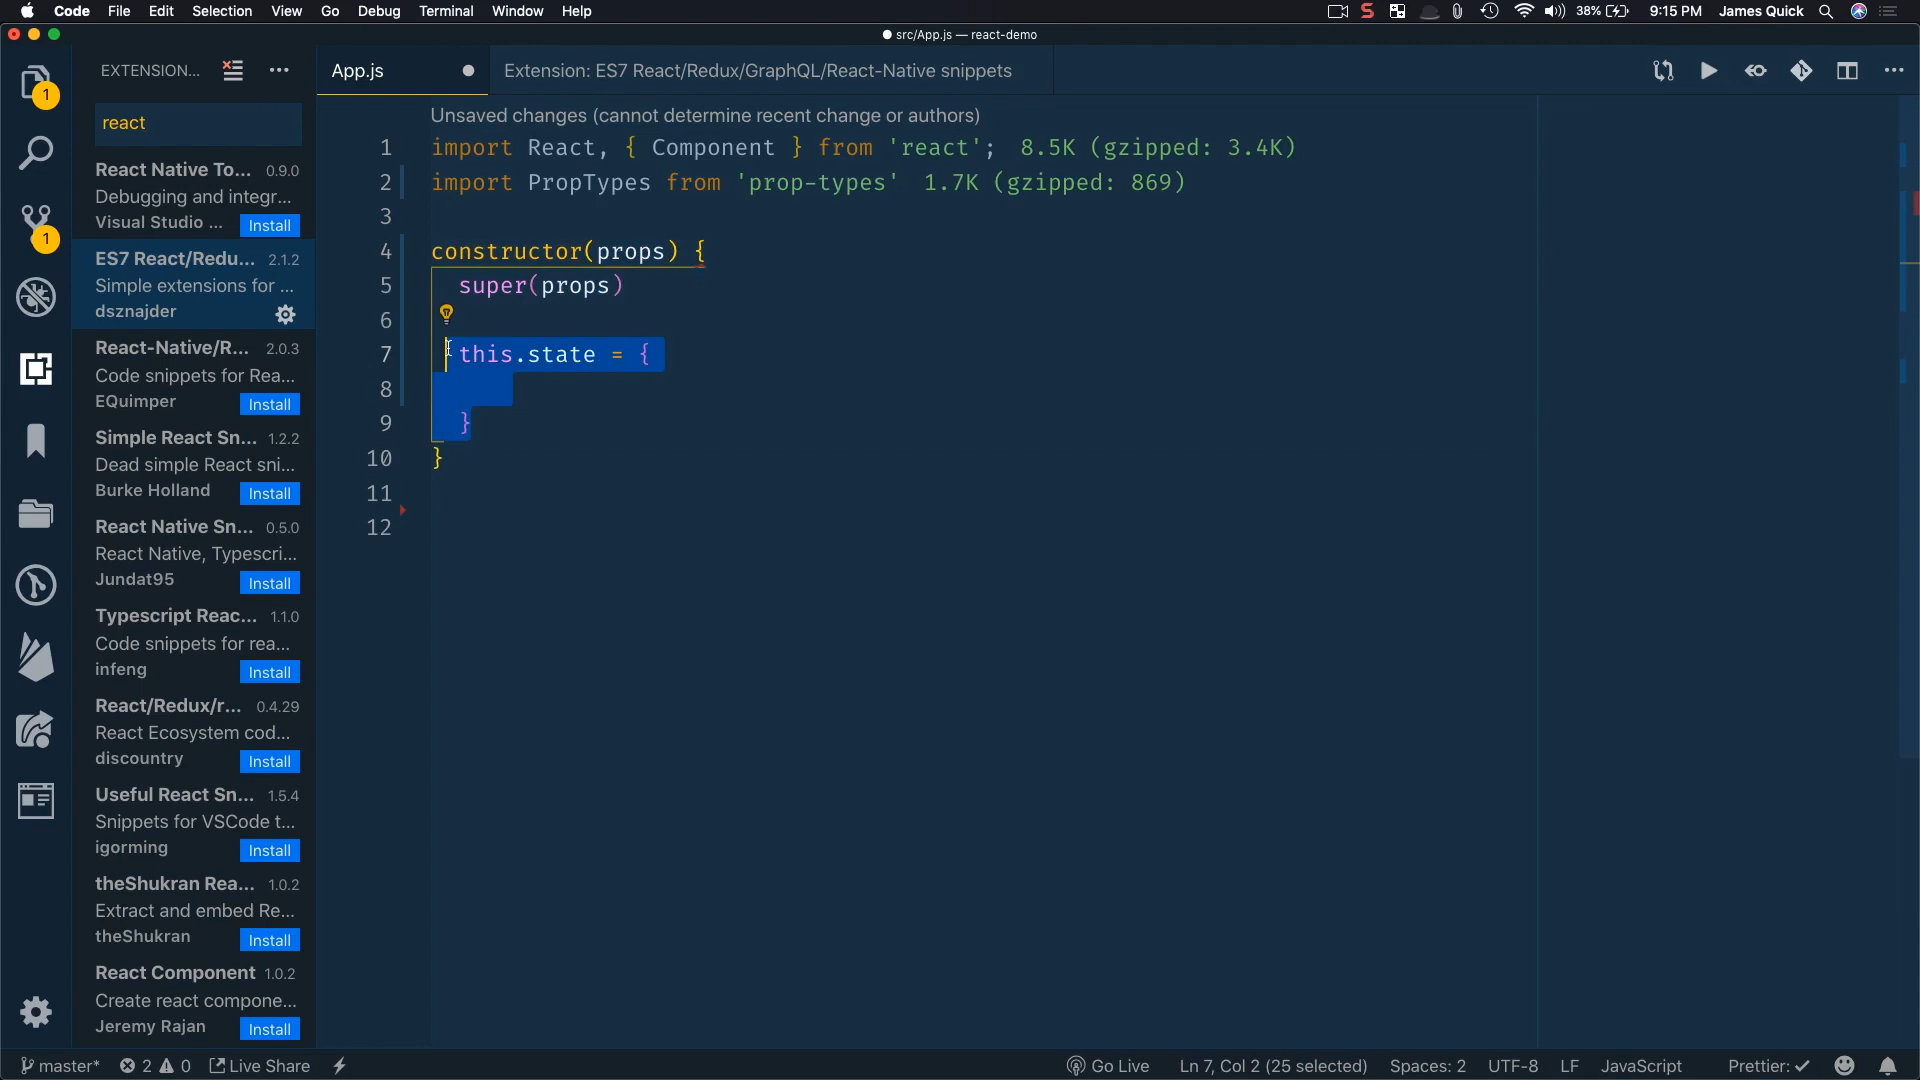 Code File Edit Selection View Go Debug Terminal Window Help 38% 9:15 PM James Quick
src/App.js — react-demo
EXTENSION... App.js Extension: ES7 React/Redux/GraphQL/React-Native snippets
1
react
Unsaved changes (cannot determine recent change or authors)
1 import React, { Component } from 'react'; 8.5K (gzipped: 3.4K)
2 import PropTypes from 'prop-types' 1.7K (gzipped: 869)
3
4 constructor(props) {
5 super(props)
6
7 this.state = {
8
9 }
10 }
11
12
React Native To... 0.9.0
Debugging and integr...
Visual Studio ... Install
1
ES7 React/Redu... 2.1.2
Simple extensions for ...
dsznajder
React-Native/R... 2.0.3
Code snippets for Rea...
EQuimper Install
Simple React Sn... 1.2.2
Dead simple React sni...
Burke Holland Install
React Native Sn... 0.5.0
React Native, Typescri...
Jundat95 Install
Typescript Reac... 1.1.0
Code snippets for rea...
infeng Install
React/Redux/r... 0.4.29
React Ecosystem cod...
discountry Install
Useful React Sn... 1.5.4
Snippets for VSCode t...
igorming Install
theShukran Rea... 1.0.2
Extract and embed Re...
theShukran Install
React Component 1.0.2
Create react compone...
Jeremy Rajan Install
master* 2 0 Live Share Go Live Ln 7, Col 2 (25 selected) Spaces: 2 UTF-8 LF JavaScript Prettier: ✓